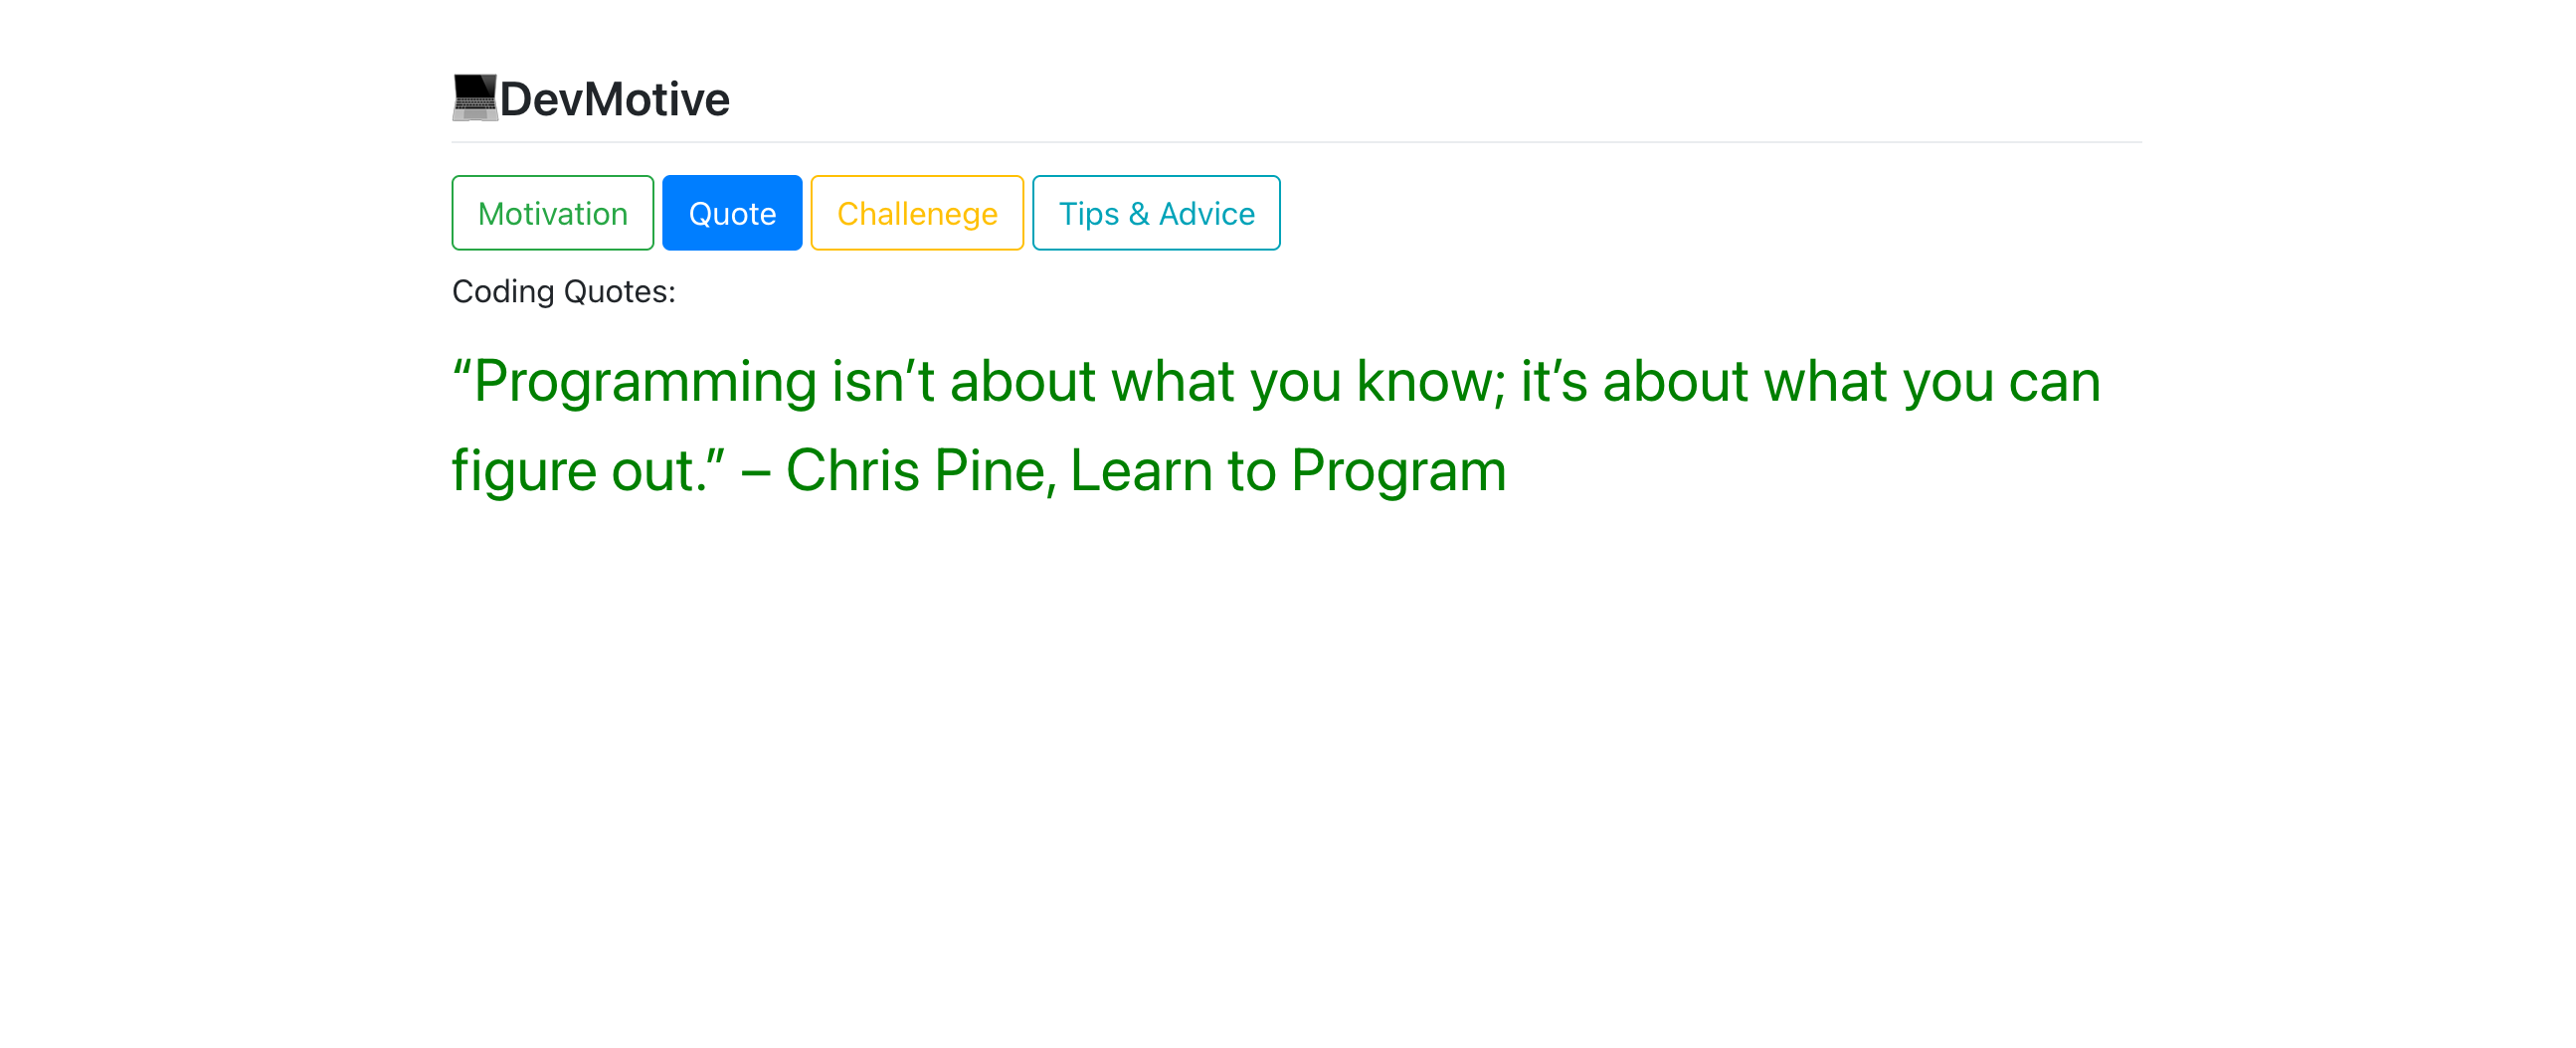 DevMotive
Motivation Quote Challenege Tips & Advice
Coding Quotes:
“Programming isn’t about what you know; it’s about what you can
figure out.” – Chris Pine, Learn to Program